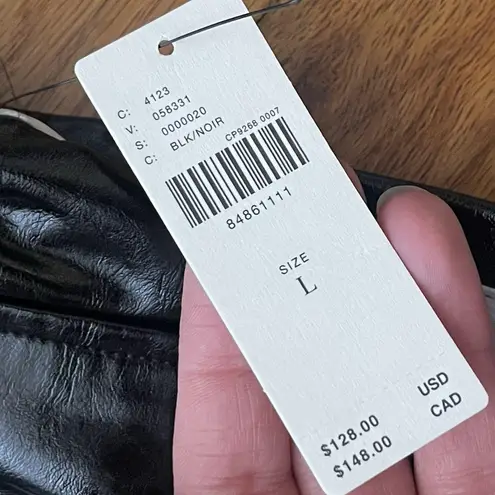 C: 4123
V: 058331
S: 0000020
C: BLK/NOIR
CP9268 0007
84861111
SIZE
L
$128.00 USD
$148.00 CAD